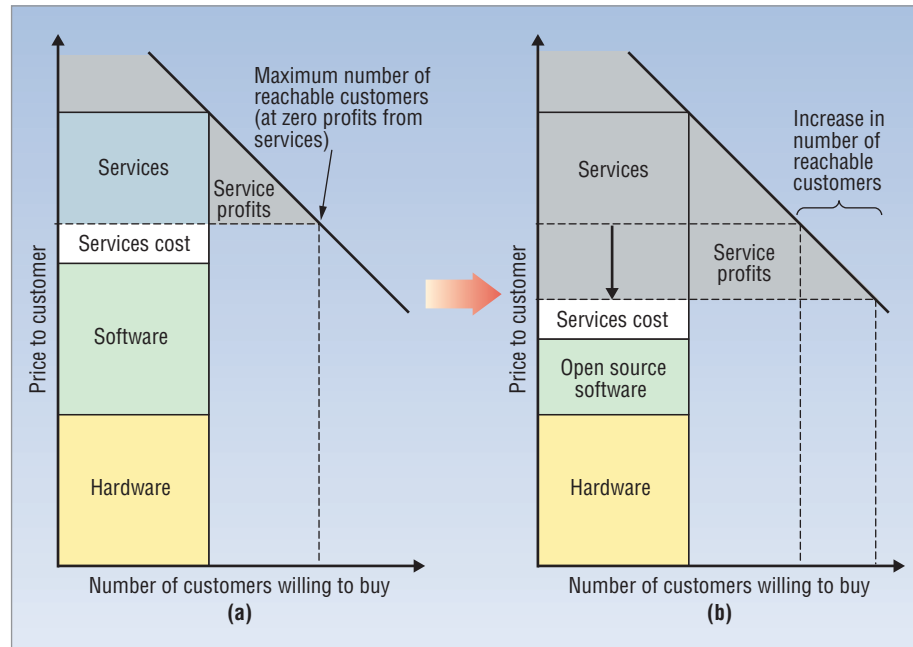 Price to customer
Services
Services cost
Software
Hardware
Service
profits
Maximum number of
reachable customers
(at zero profits from
services)
Number of customers willing to buy
(a)
Price to customer
Services
Services cost
Open source
software
Hardware
Service
profits
Increase in
number of
reachable
customers
Number of customers willing to buy
(b)